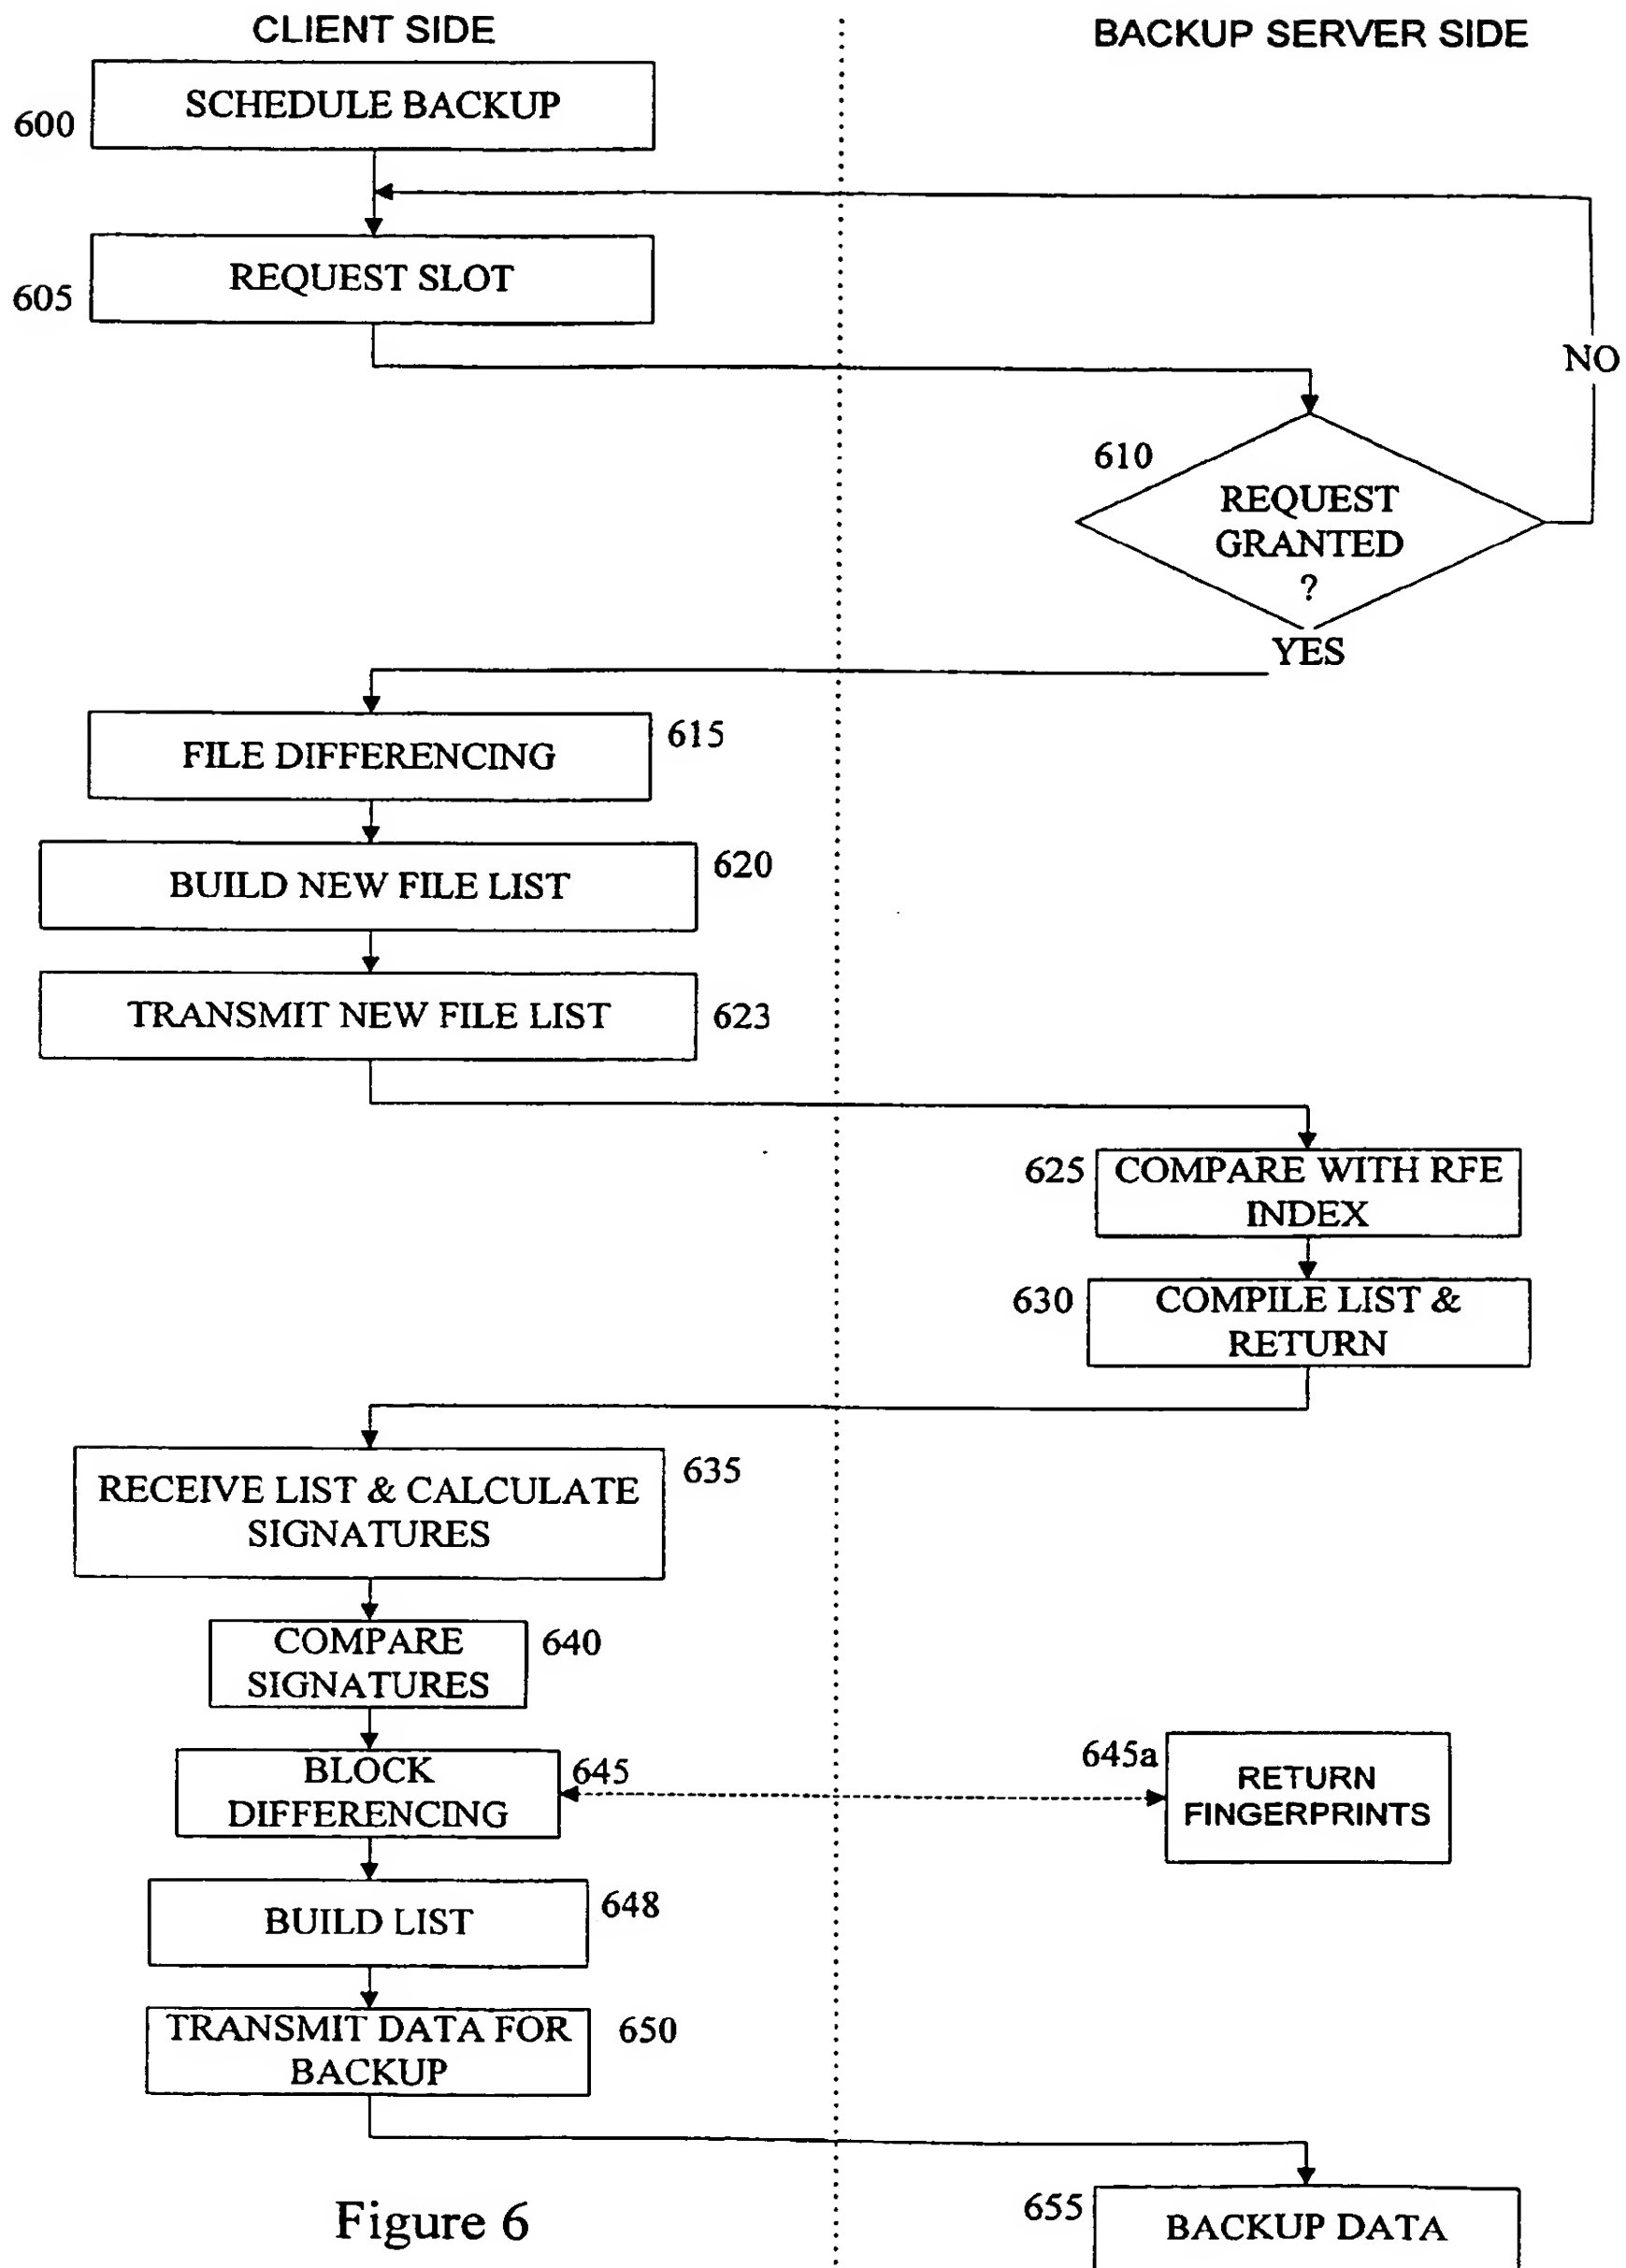 CLIENT SIDE
BACKUP SERVER SIDE
SCHEDULE BACKUP
600
REQUEST SLOT
605
NO
610
REQUEST
GRANTED
?
YES
FILE DIFFERENCING
615
BUILD NEW FILE LIST
620
TRANSMIT NEW FILE LIST
623
625
COMPARE WITH RFE
INDEX
630
COMPILE LIST &
RETURN
RECEIVE LIST & CALCULATE
SIGNATURES
635
COMPARE
SIGNATURES
640
BLOCK
DIFFERENCING
645
645a
RETURN
FINGERPRINTS
BUILD LIST
648
TRANSMIT DATA FOR
BACKUP
650
655
BACKUP DATA
Figure 6